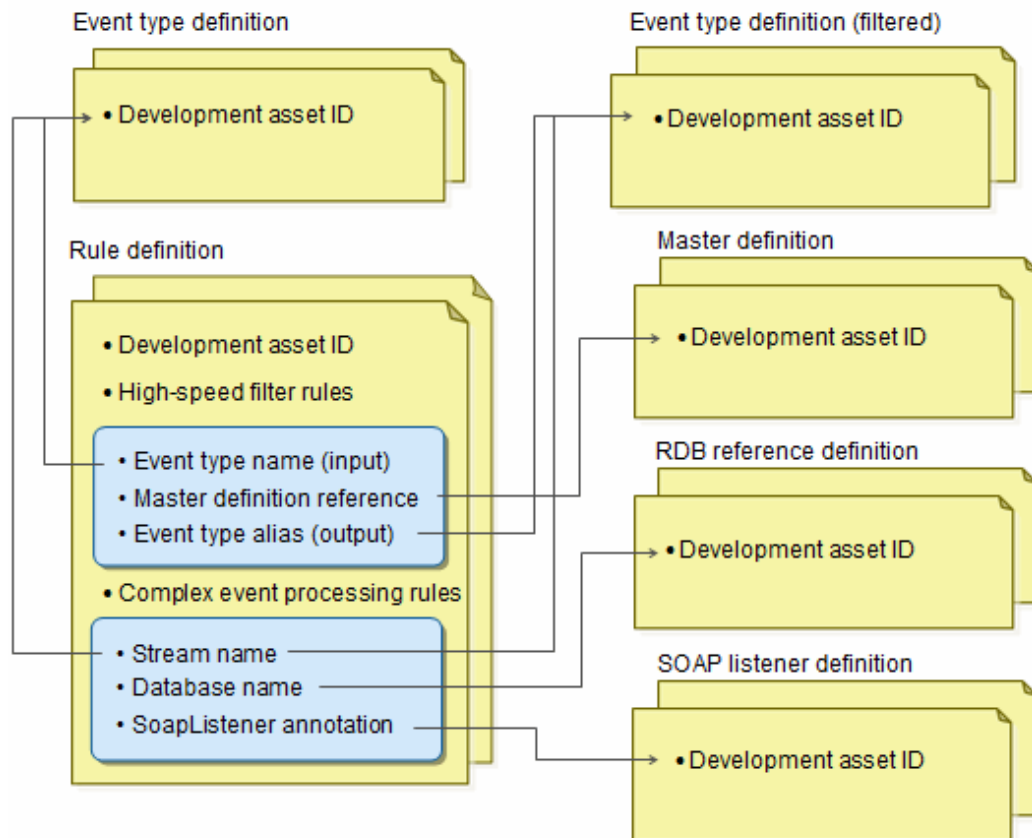 Event type definition
• Development asset ID
Event type definition (filtered)
• Development asset ID
Rule definition
• Development asset ID
• High-speed filter rules
• Event type name (input)
• Master definition reference
• Event type alias (output)
• Complex event processing rules
• Stream name
• Database name
• SoapListener annotation
Master definition
• Development asset ID
RDB reference definition
• Development asset ID
SOAP listener definition
• Development asset ID